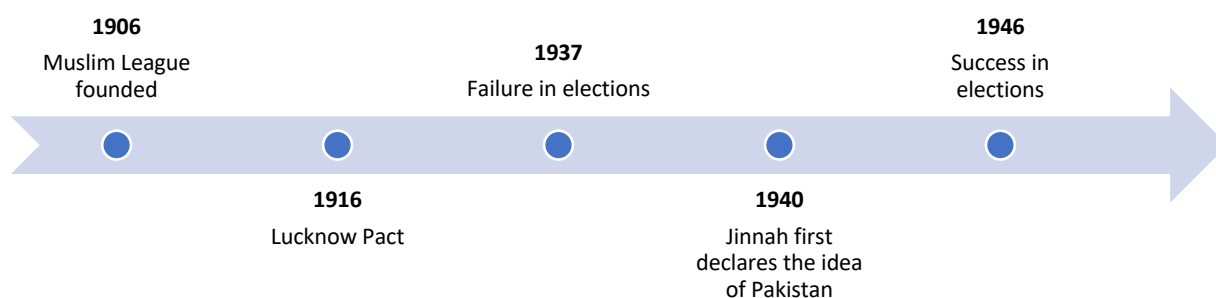 1906
Muslim League
founded
1916
Lucknow Pact
1937
Failure in elections
1940
Jinnah first
declares the idea
of Pakistan
1946
Success in
elections